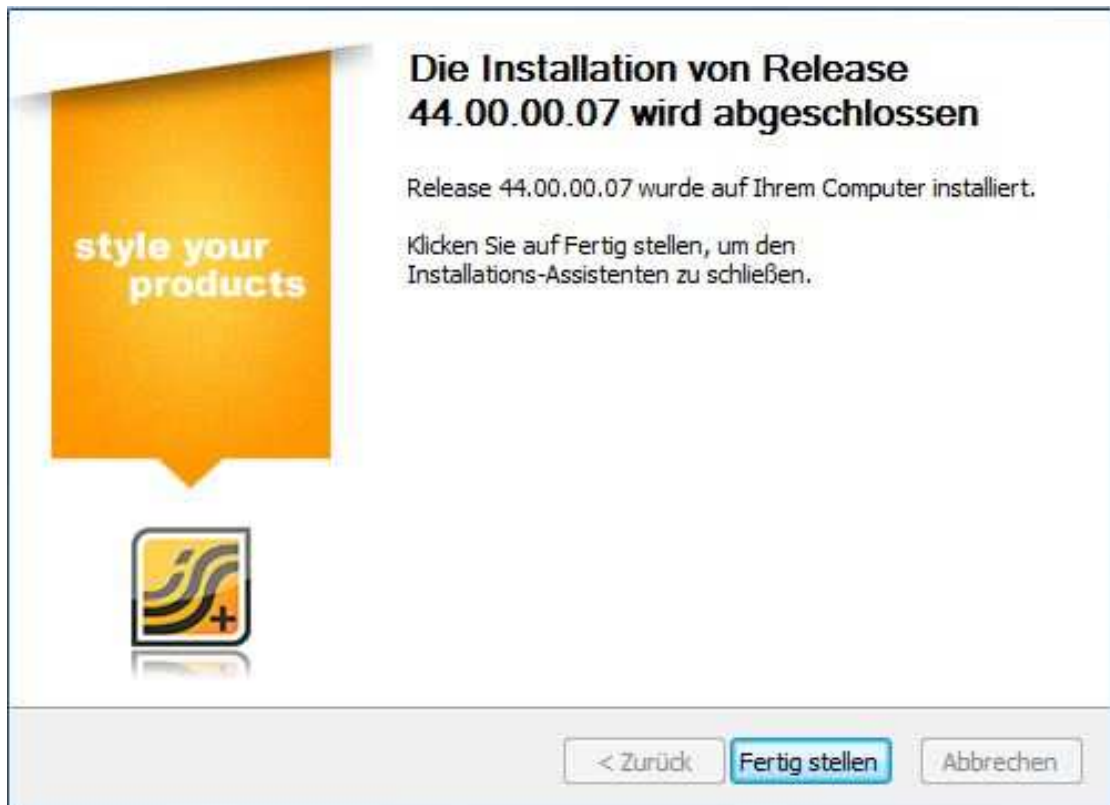 Die Installation von Release
44.00.00.07 wird abgeschlossen
Release 44.00.00.07 wurde auf Ihrem Computer installiert.
Klicken Sie auf Fertig stellen, um den
Installations-Assistenten zu schließen.
style your
products
< Zurück
Fertig stellen
Abbrechen